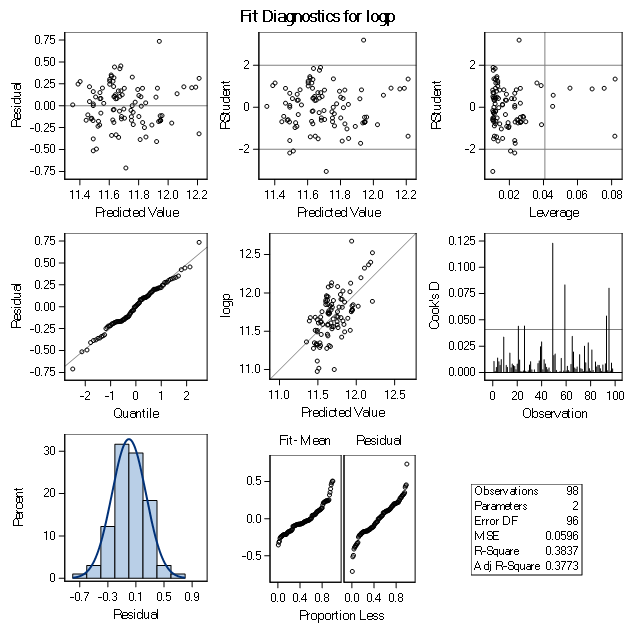 Fit Diagnostics for logp
0.75
0.50
0.25
0.00
-0.25
-0.50
-0.75
Residual
11.4 11.6 11.8 12.0 12.2
Predicted Value
2
0
-2
RStudent
11.4 11.6 11.8 12.0 12.2
Predicted Value
2
0
-2
RStudent
0.02 0.04 0.06 0.08
Leverage
0.75
0.50
0.25
0.00
-0.25
-0.50
-0.75
Residual
-2 -1 0 1 2
Quantile
12.5
12.0
11.5
11.0
logp
11.0 11.5 12.0 12.5
Predicted Value
0.125
0.100
0.075
0.050
0.025
0.000
Cook's D
0 20 40 60 80 100
Observation
30
20
10
0
Percent
-0.7 -0.3 0.1 0.5 0.9
Residual
Fit-Mean Residual
0.5
0.0
-0.5
0.0 0.4 0.8 0.0 0.4 0.8
Proportion Less
Observations 98
Parameters 2
Error DF 96
MSE 0.0596
R-Square 0.3837
Adj R-Square 0.3773